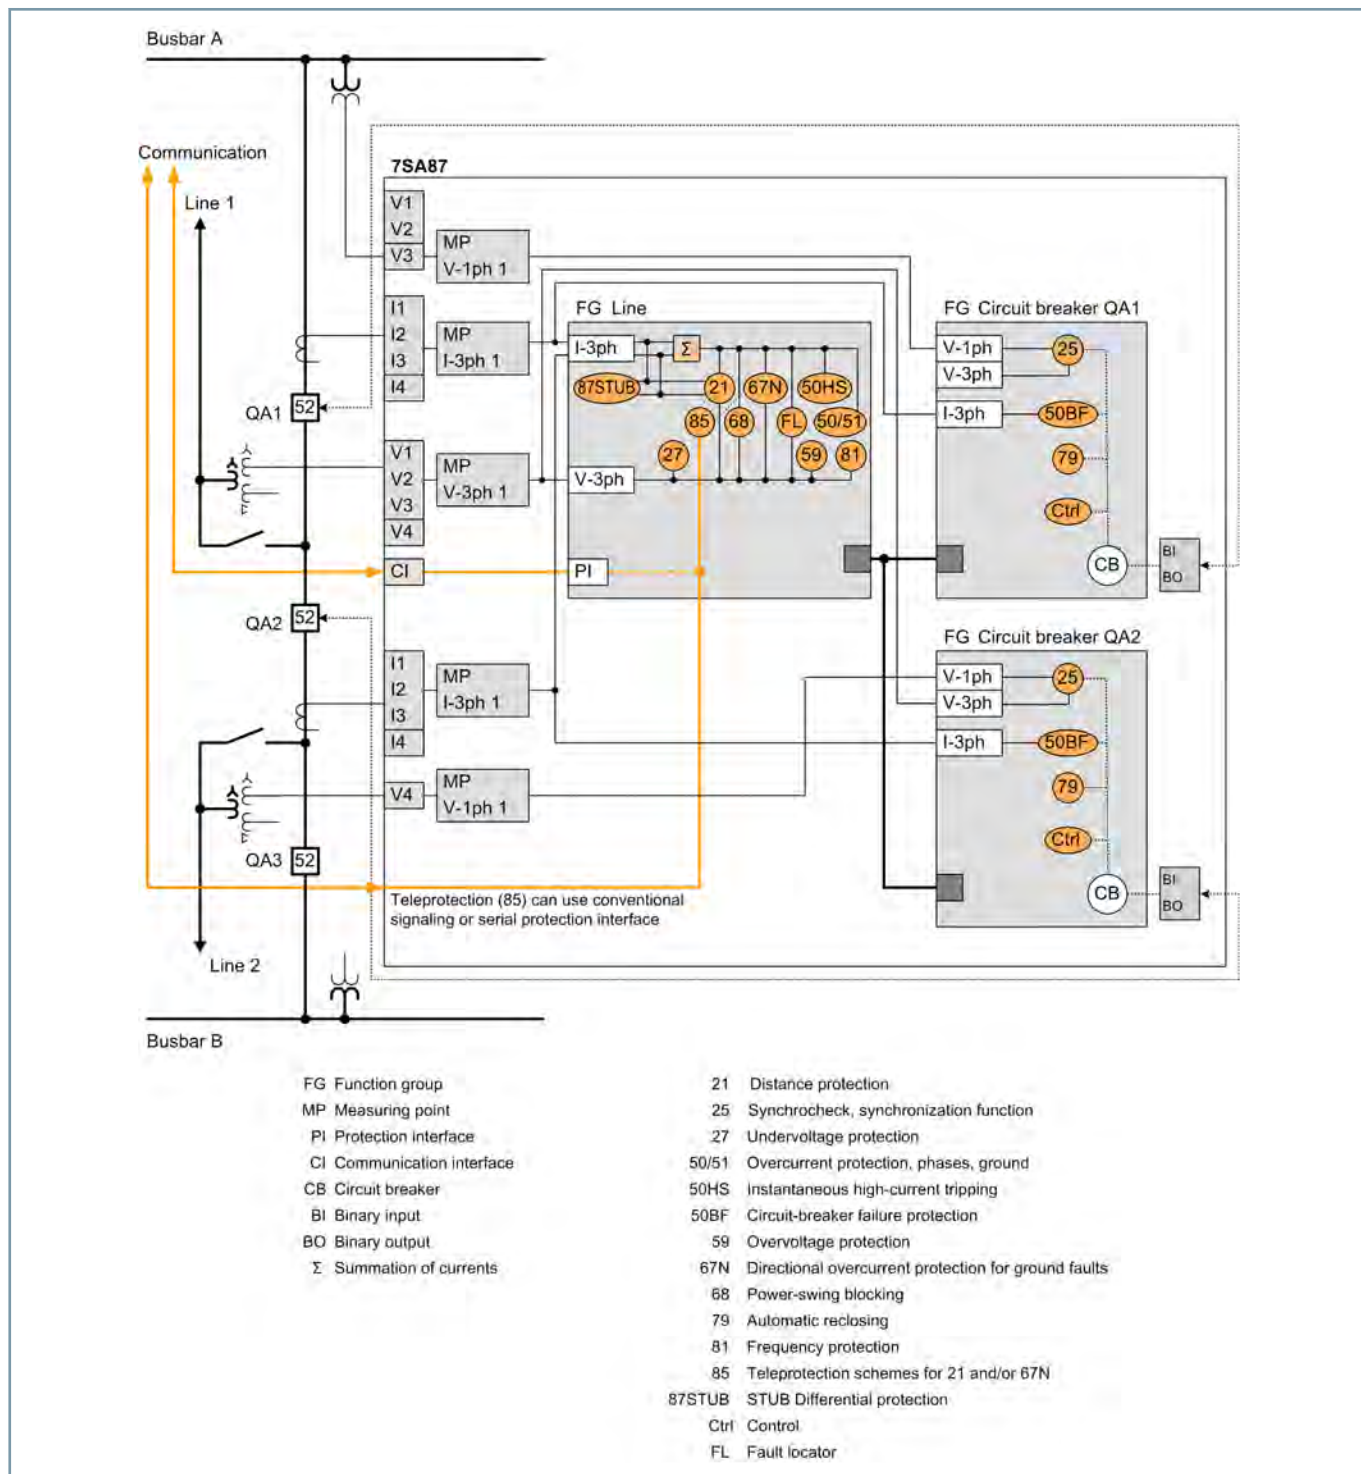 Busbar A
Communication
7SA87
Line 1
V1
V2
V3
MP
V-1ph 1
I1
I2
I3
I4
MP
I-3ph 1
QA1
52
V1
V2
V3
V4
MP
V-3ph 1
CI
QA2
52
I1
I2
I3
I4
MP
I-3ph 1
V4
MP
V-1ph 1
QA3
52
Line 2
Busbar B
FG Line
I-3ph
Σ
87STUB
21
67N
50HS
85
68
FL
50/51
27
59
81
V-3ph
PI
FG Circuit breaker QA1
V-1ph
V-3ph
25
I-3ph
50BF
79
Ctrl
CB
BI
BO
FG Circuit breaker QA2
V-1ph
V-3ph
25
I-3ph
50BF
79
Ctrl
CB
BI
BO
Teleprotection (85) can use conventional
signaling or serial protection interface
FG Function group
MP Measuring point
PI Protection interface
CI Communication interface
CB Circuit breaker
BI Binary input
BO Binary output
Σ Summation of currents
21 Distance protection
25 Synchrocheck, synchronization function
27 Undervoltage protection
50/51 Overcurrent protection, phases, ground
50HS Instantaneous high-current tripping
50BF Circuit-breaker failure protection
59 Overvoltage protection
67N Directional overcurrent protection for ground faults
68 Power-swing blocking
79 Automatic reclosing
81 Frequency protection
85 Teleprotection schemes for 21 and/or 67N
87STUB STUB Differential protection
Ctrl Control
FL Fault locator